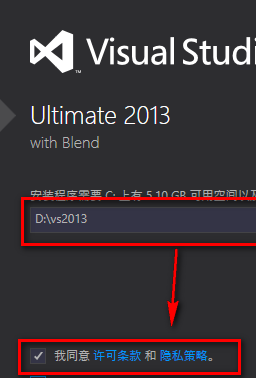 Visual Studi
™
Ultimate 2013
with Blend
安装程序需要 C: 上有 5.10 GB 可用空间以及
D:\vs2013
我同意 许可条款 和 隐私策略。